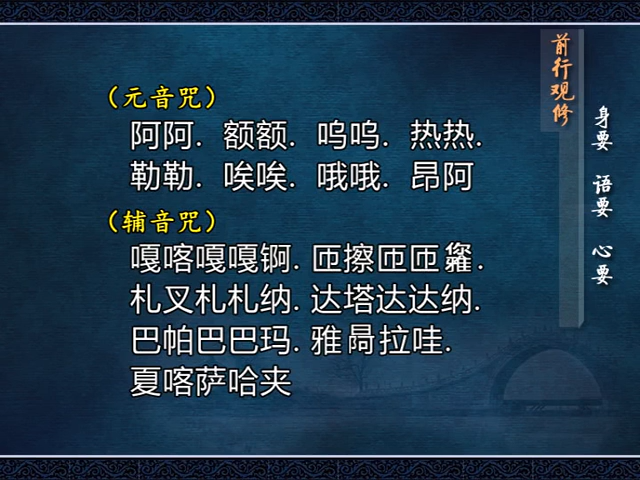 （元音咒）
阿阿. 额额. 呜呜. 热热.
勒勒. 唉唉. 哦哦. 昂阿
（辅音咒）
嘎喀嘎嘎锕. 匝擦匝匝.
札叉札札纳. 达塔达达纳.
巴帕巴巴玛. 雅拉哇.
夏喀萨哈夹
前行观修
身要 语要 心要